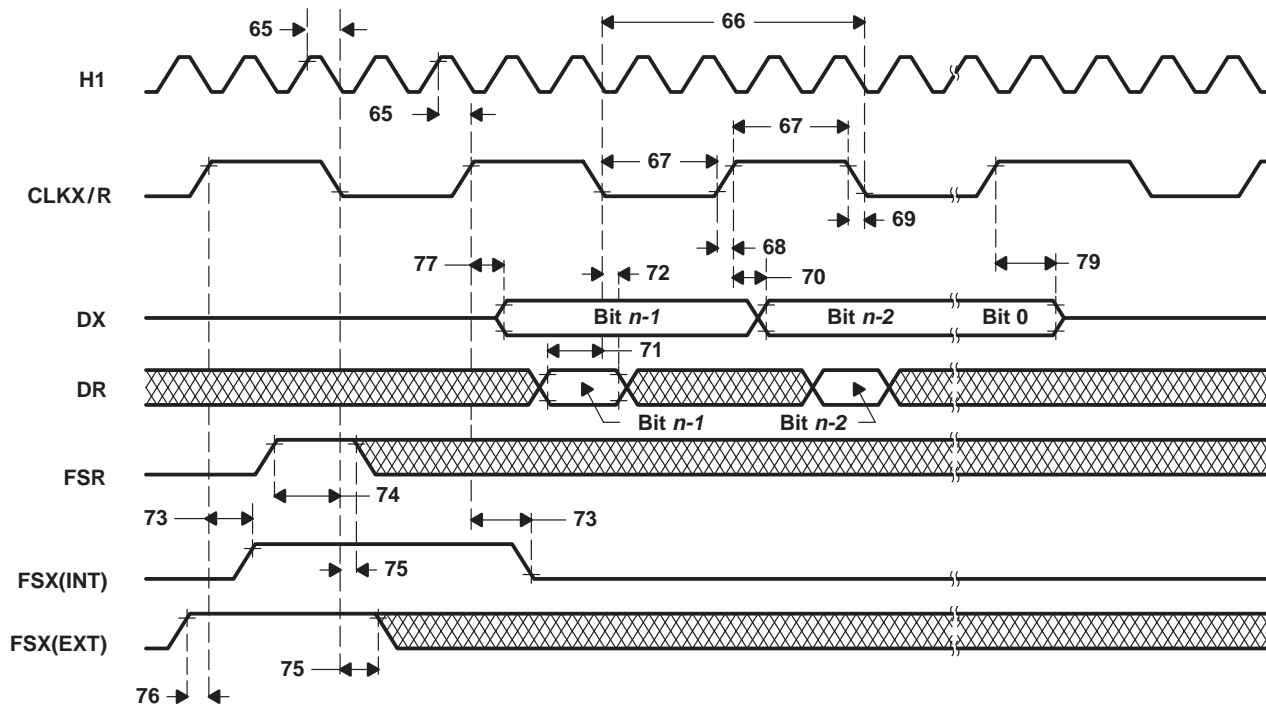 65
66
H1
65
67
67
CLKX/R
69
68
77
72
70
79
DX
Bit n-1
Bit n-2
Bit 0
71
DR
Bit n-1
Bit n-2
FSR
74
73
73
75
FSX(INT)
FSX(EXT)
75
76